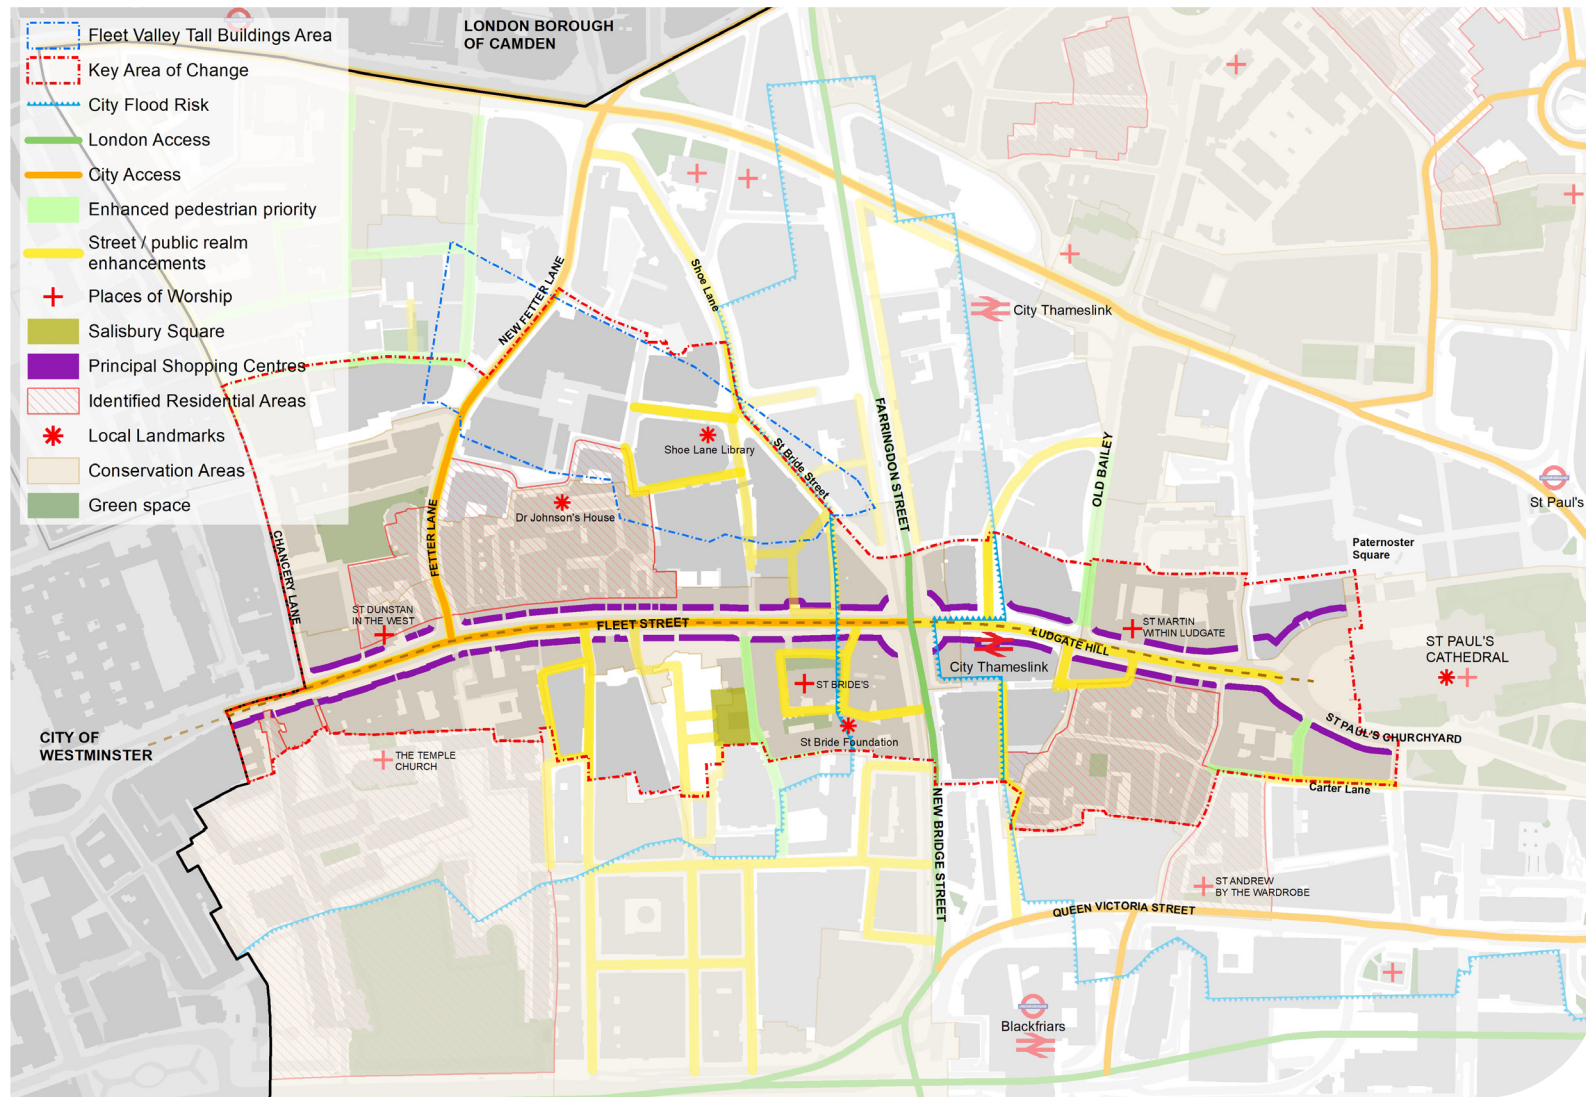 LONDON BOROUGH
OF CAMDEN
Fleet Valley Tall Buildings Area
Key Area of Change
City Flood Risk
London Access
City Access
Enhanced pedestrian priority
Street / public realm
enhancements
Places of Worship
Salisbury Square
Principal Shopping Centres
Identified Residential Areas
Local Landmarks
Conservation Areas
Green space
NEW FETTER LANE
Shoe Lane
City Thameslink
FARRINGDON STREET
OLD BAILEY
Shoe Lane Library
St Bride Street
St Paul's
FETTER LANE
Dr Johnson's House
CHANCERY LANE
Paternoster
Square
ST DUNSTAN
IN THE WEST
FLEET STREET
LUDGATE HILL
ST MARTIN
WITHIN LUDGATE
City Thameslink
ST PAUL'S
CATHEDRAL
ST BRIDE'S
CITY OF
WESTMINSTER
St Bride Foundation
ST PAUL'S CHURCHYARD
THE TEMPLE
CHURCH
Carter Lane
NEW BRIDGE STREET
ST ANDREW
BY THE WARDROBE
QUEEN VICTORIA STREET
Blackfriars